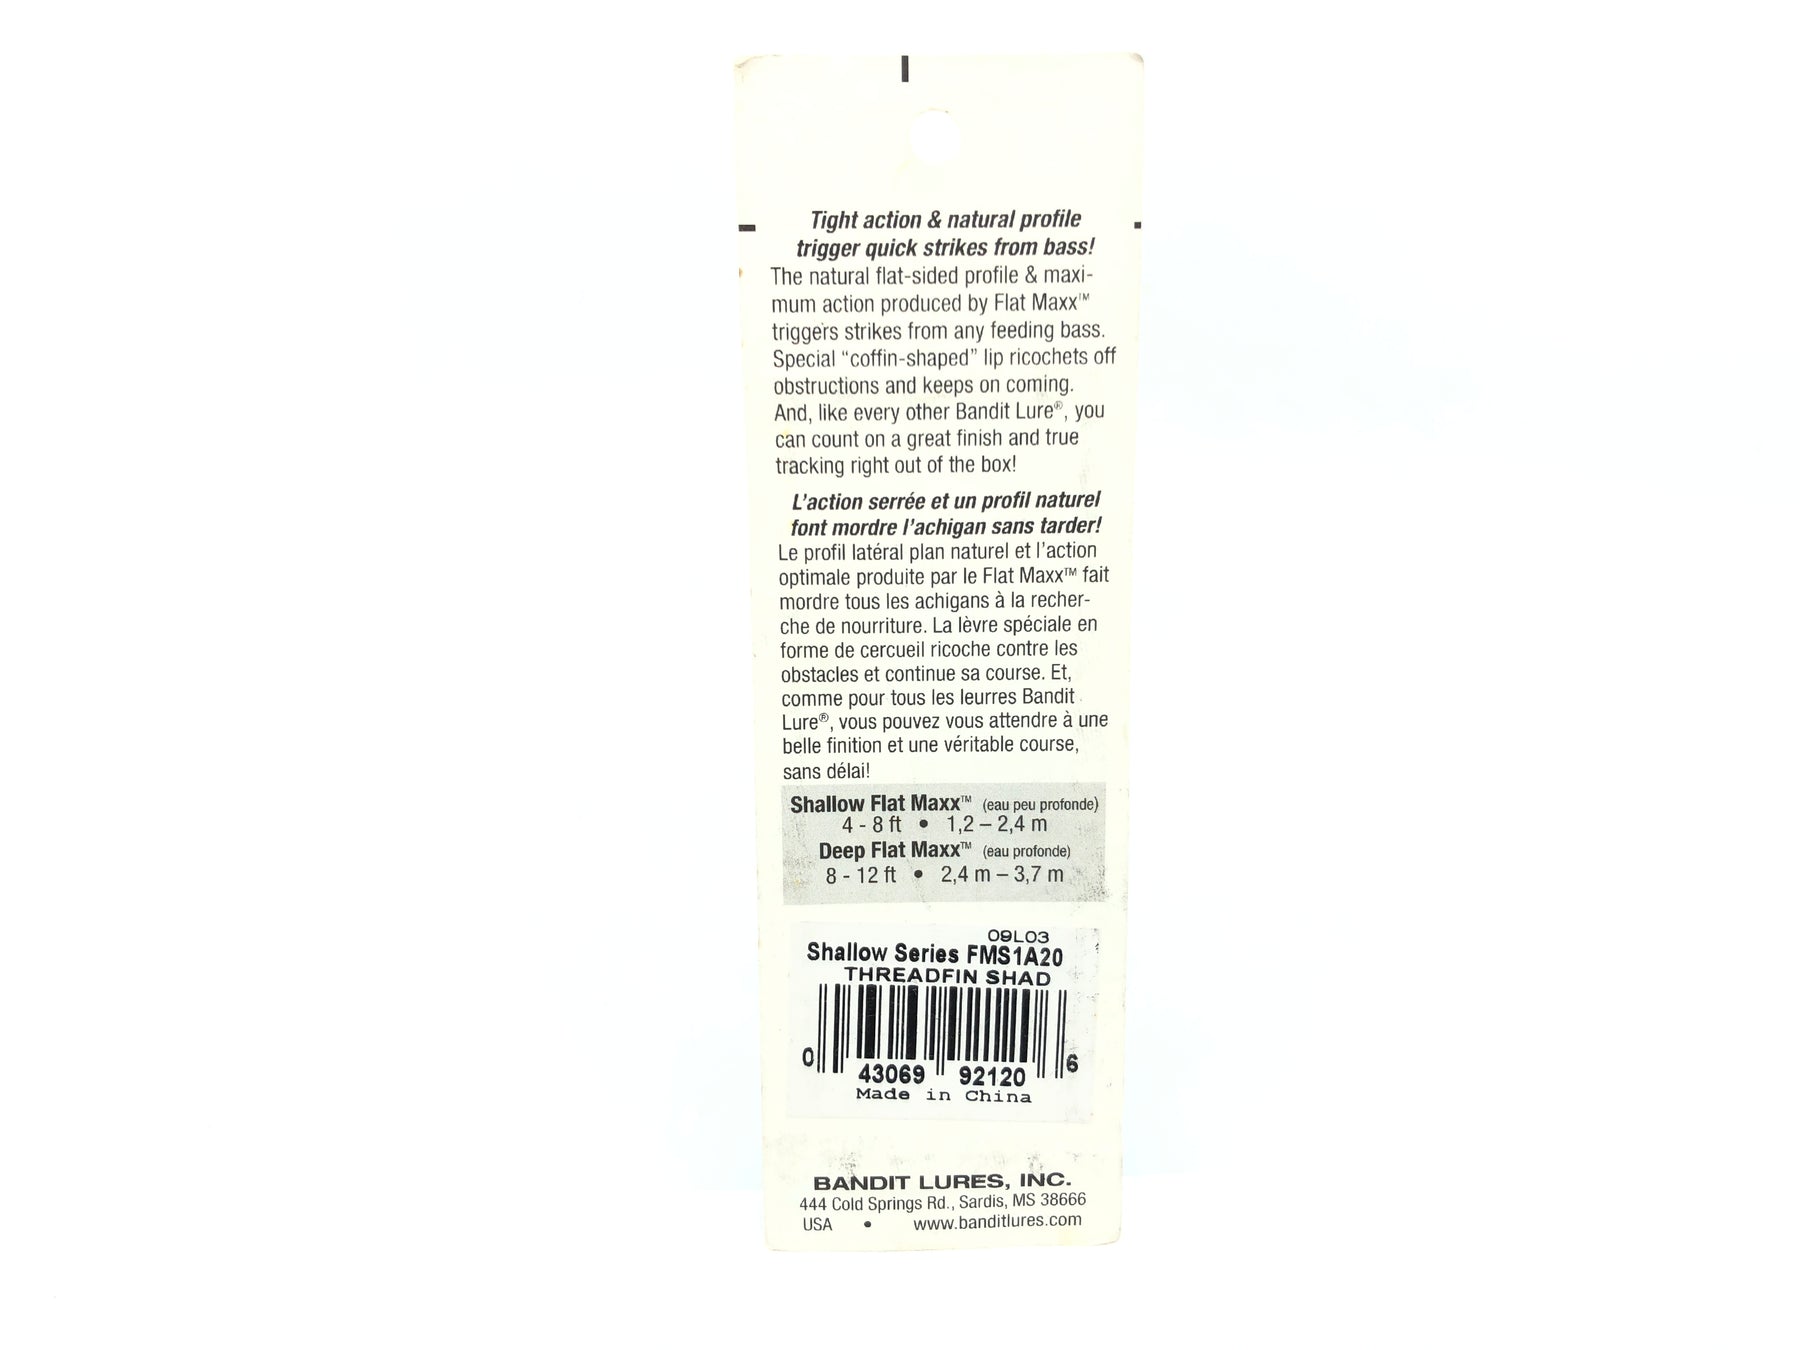 Tight action & natural profile
trigger quick strikes from bass!
The natural flat-sided profile & maxi-
mum action produced by Flat Maxx™
triggers strikes from any feeding bass.
Special “coffin-shaped” lip ricochets off
obstructions and keeps on coming.
And, like every other Bandit Lure®, you
can count on a great finish and true
tracking right out of the box!
L'action serrée et un profil naturel
font mordre l'achigan sans tarder!
Le profil latéral plan naturel et l'action
optimale produite par le Flat Maxx™ fait
mordre tous les achigans à la recher-
che de nourriture. La lèvre spéciale en
forme de cercueil ricoche contre les
obstacles et continue sa course. Et,
comme pour tous les leurres Bandit
Lure®, vous pouvez vous attendre à une
belle finition et une véritable course,
sans délai!
Shallow Flat Maxx™ (eau peu profonde)
4 - 8 ft • 1,2 – 2,4 m
Deep Flat Maxx™ (eau profonde)
8 - 12 ft • 2,4 m – 3,7 m
09L03
Shallow Series FMS1A20
THREADFIN SHAD
0 43069 92120 6
Made in China
BANDIT LURES, INC.
444 Cold Springs Rd., Sardis, MS 38666
USA • www.banditlures.com